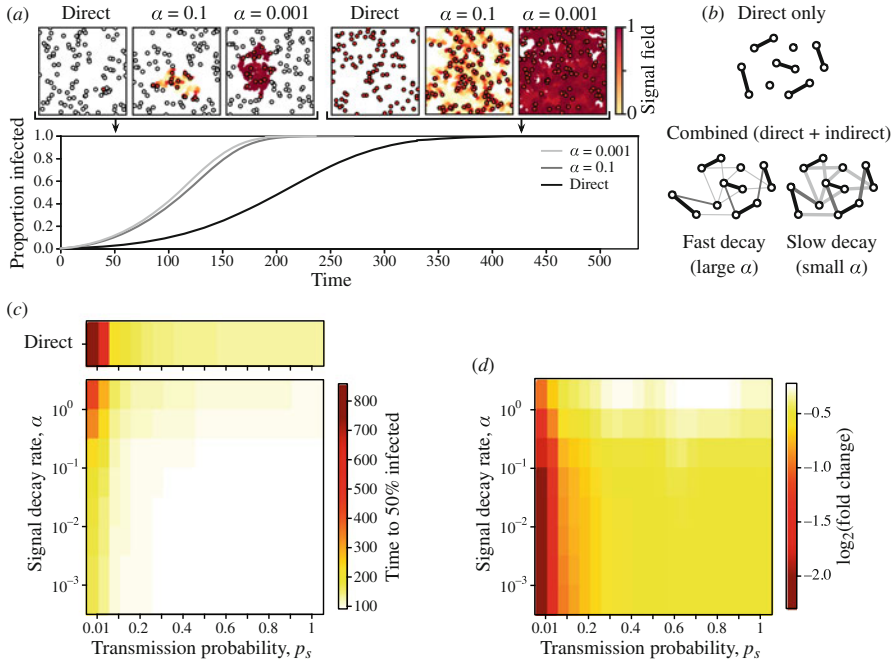 (a)
Direct
α = 0.1
α = 0.001
Direct
α = 0.1
α = 0.001
1
0
Signal field
Proportion infected
1.0
0.8
0.6
0.4
0.2
0.0
α = 0.001
α = 0.1
Direct
0 50 100 150 200 250 300 350 400 450 500
Time
(b)
Direct only
Combined (direct + indirect)
Fast decay
(large α)
Slow decay
(small α)
(c)
Direct
Signal decay rate, α
10⁰
10⁻¹
10⁻²
10⁻³
0.01 0.2 0.4 0.6 0.8 1
Transmission probability, pₛ
800
700
600
500
400
300
200
100
Time to 50% infected
(d)
Signal decay rate, α
10⁰
10⁻¹
10⁻²
10⁻³
0.01 0.2 0.4 0.6 0.8 1
Transmission probability, pₛ
−0.5
−1.0
−1.5
−2.0
log₂(fold change)